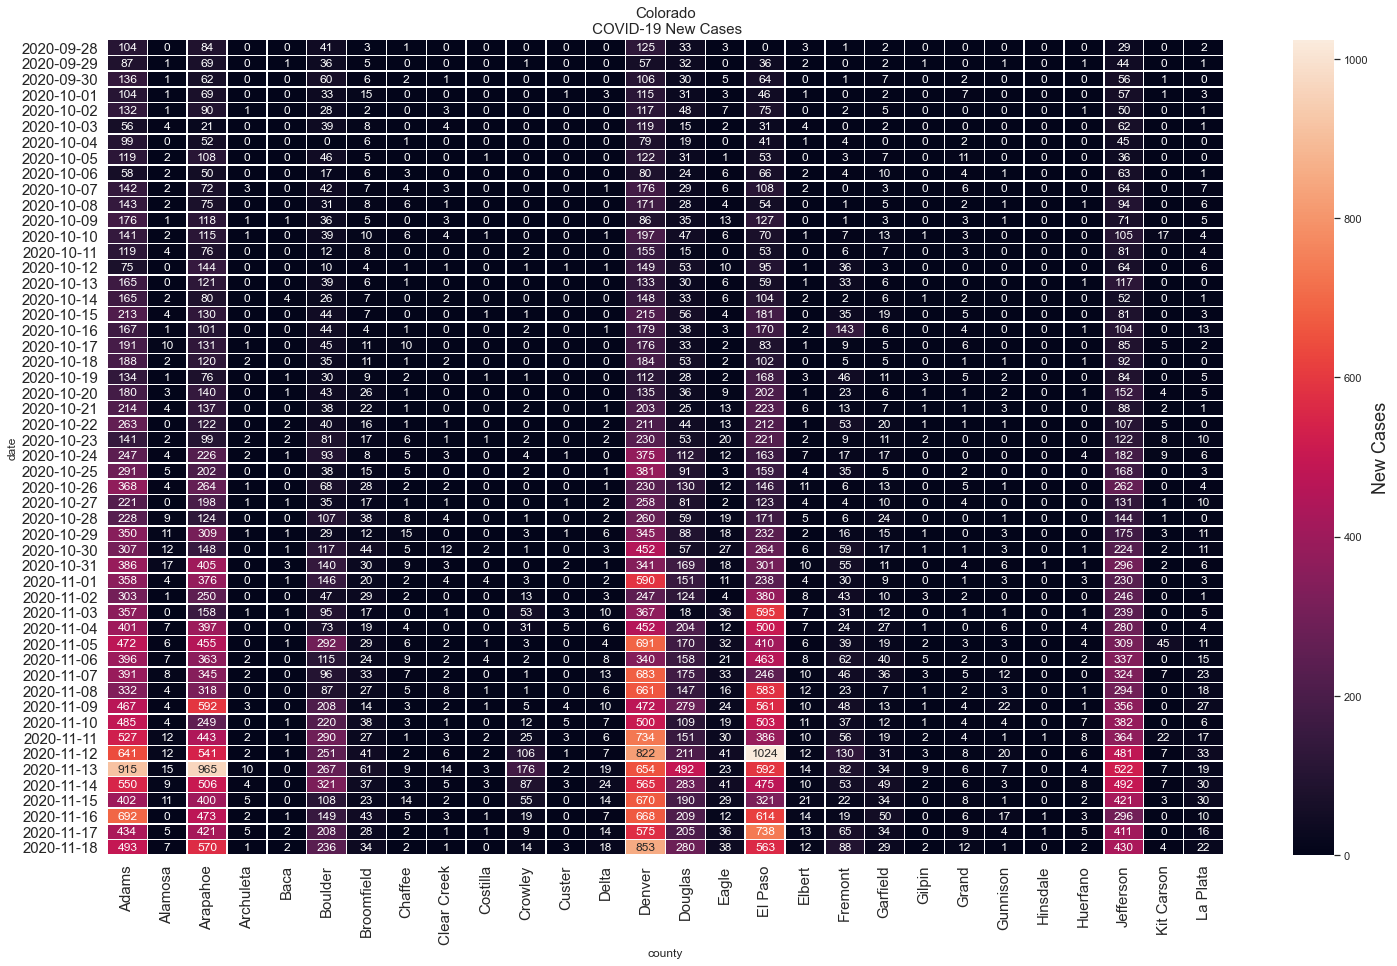 Colorado
COVID-19 New Cases
2020-09-28 104 0 84 0 0 41 3 1 0 0 0 0 0 125 33 3 0 3 1 2 0 0 0 0 0 29 0 2
2020-09-29 87 1 69 0 1 36 5 0 0 0 1 0 0 57 32 0 36 2 0 2 1 0 1 0 1 44 0 1
2020-09-30 136 1 62 0 0 60 6 2 1 0 0 0 0 106 30 5 64 0 1 7 0 2 0 0 0 56 1 0
2020-10-01 104 1 69 0 0 33 15 0 0 0 0 1 3 115 31 3 46 1 0 2 0 7 0 0 0 57 1 3
2020-10-02 132 1 90 1 0 28 2 0 3 0 0 0 0 117 48 7 75 0 2 5 0 0 0 0 1 50 0 1
2020-10-03 56 4 21 0 0 39 8 0 4 0 0 0 0 119 15 2 31 4 0 2 0 0 0 0 0 62 0 1
2020-10-04 99 0 52 0 0 0 6 1 0 0 0 0 0 79 19 0 41 1 4 0 0 2 0 0 0 45 0 0
2020-10-05 119 2 108 0 0 46 5 0 0 1 0 0 0 122 31 1 53 0 3 7 0 11 0 0 0 36 0 0
2020-10-06 58 2 50 0 0 17 6 3 0 0 0 0 0 80 24 6 66 2 4 10 0 4 1 0 0 63 0 1
2020-10-07 142 2 72 3 0 42 7 4 3 0 0 0 1 176 29 6 108 2 0 3 0 6 0 0 0 64 0 7
2020-10-08 143 2 75 0 0 31 8 6 1 0 0 0 0 171 28 4 54 0 1 5 0 2 1 0 1 94 0 6
2020-10-09 176 1 118 1 1 36 5 0 3 0 0 0 0 86 35 13 127 0 1 3 0 3 1 0 0 71 0 5
2020-10-10 141 2 115 1 0 39 10 6 4 1 0 0 1 197 47 6 70 1 7 13 1 3 0 0 0 105 17 4
2020-10-11 119 4 76 0 0 12 8 0 0 0 2 0 0 155 15 0 53 0 6 7 0 3 0 0 0 81 0 4
2020-10-12 75 0 144 0 0 10 4 1 1 0 1 1 1 149 53 10 95 1 36 3 0 0 0 0 0 64 0 6
2020-10-13 165 0 121 0 0 39 6 1 0 0 0 0 0 133 30 6 59 1 33 6 0 0 0 0 1 117 0 0
2020-10-14 165 2 80 0 4 26 7 0 2 0 0 0 0 148 33 6 104 2 2 6 1 2 0 0 0 52 0 1
2020-10-15 213 4 130 0 0 44 7 0 0 1 1 0 0 215 56 4 181 0 35 19 0 5 0 0 0 81 0 3
2020-10-16 167 1 101 0 0 44 4 1 0 0 2 0 1 179 38 3 170 2 143 6 0 4 0 0 1 104 0 13
2020-10-17 191 10 131 1 0 45 11 10 0 0 0 0 0 176 33 2 83 1 9 5 0 6 0 0 0 85 5 2
2020-10-18 188 2 120 2 0 35 11 1 2 0 0 0 0 184 53 2 102 0 5 5 0 1 1 0 1 92 0 0
2020-10-19 134 1 76 0 1 30 9 2 0 1 1 0 0 112 28 2 168 3 46 11 3 5 2 0 0 84 0 5
2020-10-20 180 3 140 0 1 43 26 1 0 0 0 0 0 135 36 9 202 1 23 6 1 1 2 0 1 152 4 5
2020-10-21 214 4 137 0 0 38 22 1 0 0 2 0 1 203 25 13 223 6 13 7 1 1 3 0 0 88 2 1
2020-10-22 263 0 122 0 2 40 16 1 1 0 0 0 2 211 44 13 212 1 53 20 1 1 1 0 0 107 5 0
2020-10-23 141 2 99 2 2 81 17 6 1 1 2 0 2 230 53 20 221 2 9 11 2 0 0 0 0 122 8 10
2020-10-24 247 4 226 2 1 93 8 5 3 0 4 1 0 375 112 12 163 7 17 17 0 0 0 0 4 182 9 6
2020-10-25 291 5 202 0 0 38 15 5 0 0 2 0 1 381 91 3 159 4 35 5 0 2 0 0 0 168 0 3
2020-10-26 368 4 264 1 0 68 28 2 2 0 0 0 1 230 130 12 146 11 6 13 0 5 1 0 0 262 0 4
2020-10-27 221 0 198 1 1 35 17 1 1 0 0 1 2 258 81 2 123 4 4 10 0 4 0 0 0 131 1 10
2020-10-28 228 9 124 0 0 107 38 8 4 0 1 0 2 260 59 19 171 5 6 24 0 0 1 0 0 144 1 0
2020-10-29 350 11 309 1 1 29 12 15 0 0 3 1 6 345 88 18 232 2 16 15 1 0 3 0 0 175 3 11
2020-10-30 307 12 148 0 1 117 44 5 12 2 1 0 3 452 57 27 264 6 59 17 1 1 3 0 3 224 2 11
2020-10-31 386 17 405 0 3 140 30 9 3 0 0 2 1 341 169 18 301 10 55 11 0 4 6 1 1 296 2 6
2020-11-01 358 4 376 0 1 146 20 2 4 4 3 0 2 590 151 11 238 4 30 9 0 1 3 0 3 230 0 3
2020-11-02 303 1 250 0 0 47 29 2 0 0 13 0 3 247 124 4 380 8 43 10 3 2 0 0 0 246 0 1
2020-11-03 357 0 158 1 1 95 17 0 1 0 53 3 10 367 18 36 595 7 31 12 0 1 1 0 1 239 0 5
2020-11-04 401 7 397 0 0 73 19 4 0 0 31 5 6 452 204 12 500 7 24 27 1 0 6 0 4 280 0 4
2020-11-05 472 6 455 0 1 292 29 6 2 1 3 0 4 691 170 32 410 6 39 19 2 3 3 0 4 309 45 11
2020-11-06 396 7 363 2 0 115 24 9 2 4 2 0 8 340 158 21 463 8 62 40 5 2 0 0 2 337 0 15
2020-11-07 391 8 345 2 0 96 33 7 2 0 1 0 13 683 175 33 246 10 46 36 3 5 12 0 0 324 7 23
2020-11-08 332 4 318 0 0 87 27 5 8 1 1 0 6 661 147 16 583 12 23 7 1 2 3 0 1 294 0 18
2020-11-09 467 4 592 3 0 208 14 3 2 1 5 4 10 472 279 24 561 10 48 13 1 4 22 0 1 356 0 27
2020-11-10 485 4 249 0 1 220 38 3 1 0 12 5 7 500 109 19 503 11 37 12 1 4 4 0 7 382 0 6
2020-11-11 527 12 443 2 1 290 27 1 3 2 25 3 6 734 151 30 386 10 56 19 2 4 1 1 8 364 22 17
2020-11-12 641 12 541 2 1 251 41 2 6 2 106 1 7 822 211 41 1024 12 130 31 3 8 20 0 6 481 7 33
2020-11-13 915 15 965 10 0 267 61 9 14 3 176 2 19 654 492 23 592 14 82 34 9 6 7 0 4 522 7 19
2020-11-14 550 9 506 4 0 321 37 3 5 3 87 3 24 565 283 41 475 10 53 49 2 6 3 0 8 492 7 30
2020-11-15 402 11 400 5 0 108 23 14 2 0 55 0 14 670 190 29 321 21 22 34 0 8 1 0 2 421 3 30
2020-11-16 692 0 473 2 1 149 43 5 3 1 19 0 7 668 209 12 614 14 19 50 0 6 17 1 3 296 0 10
2020-11-17 434 5 421 5 2 208 28 2 1 1 9 0 14 575 205 36 738 13 65 34 0 9 4 1 5 411 0 16
2020-11-18 493 7 570 1 2 236 34 2 1 0 14 3 18 853 280 38 563 12 88 29 2 12 1 0 2 430 4 22
date
Adams Alamosa Arapahoe Archuleta Baca Boulder Broomfield Chaffee Clear Creek Costilla Crowley Custer Delta Denver Douglas Eagle El Paso Elbert Fremont Garfield Gilpin Grand Gunnison Hinsdale Huerfano Jefferson Kit Carson La Plata
county
1000
800
600
400
200
0
New Cases